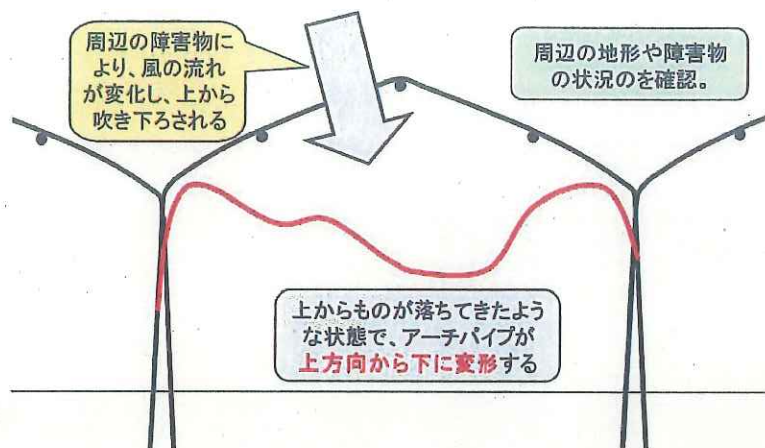 周辺の障害物に
より、風の流れ
が変化し、上から
吹き下ろされる
周辺の地形や障害物
の状況のを確認。
上からものが落ちてきたよう
な状態で、アーチパイプが
上方向から下に変形する